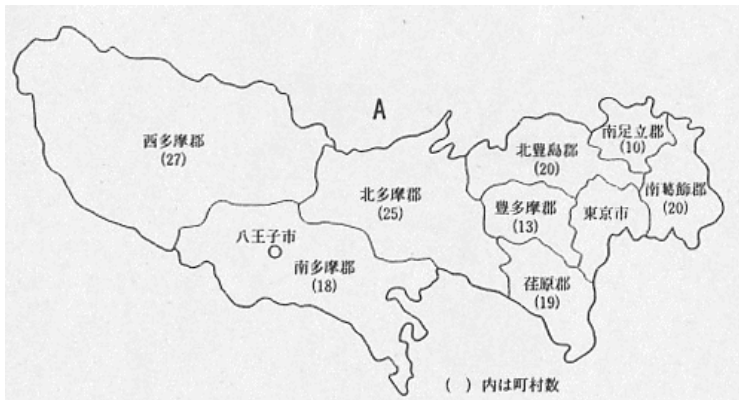 A
西多摩郡
(27)
北多摩郡
(25)
北豊島郡
(20)
南足立郡
(10)
南葛飾郡
(20)
豊多摩郡
(13)
東京市
八王子市
南多摩郡
(18)
荏原郡
(19)
( ) 内は町村数